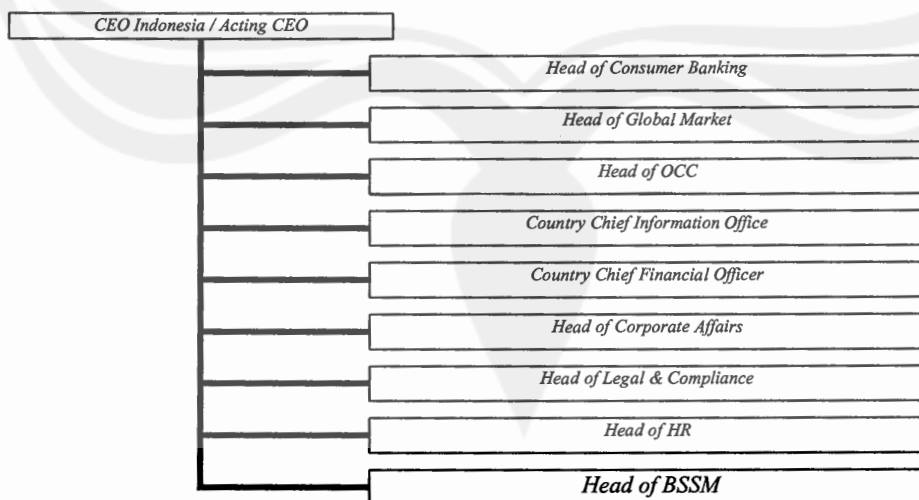 CEO Indonesia / Acting CEO
Head of Consumer Banking
Head of Global Market
Head of OCC
Country Chief Information Office
Country Chief Financial Officer
Head of Corporate Affairs
Head of Legal & Compliance
Head of HR
Head of BSSM